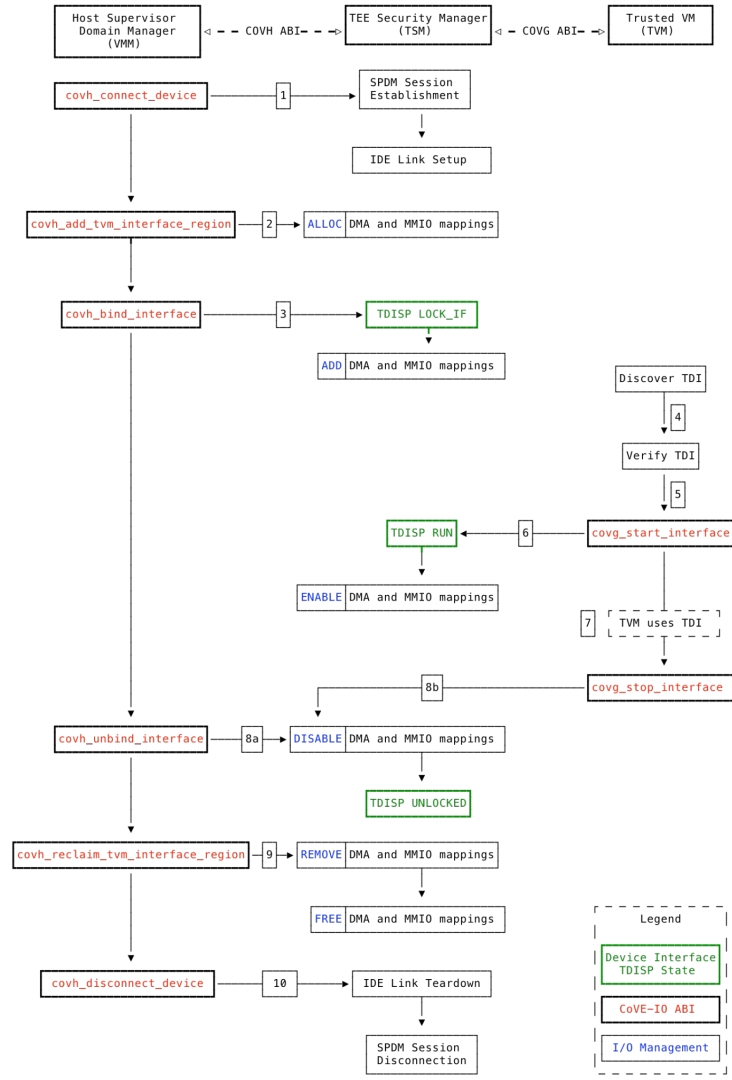 Host Supervisor
Domain Manager
(VMM)
COVH ABI
TEE Security Manager
(TSM)
COVG ABI
Trusted VM
(TVM)
covh_connect_device
1
SPDM Session
Establishment
IDE Link Setup
covh_add_tvm_interface_region
2
ALLOC DMA and MMIO mappings
covh_bind_interface
3
TDISP LOCK_IF
ADD DMA and MMIO mappings
Discover TDI
4
Verify TDI
5
TDISP RUN
6
covg_start_interface
ENABLE DMA and MMIO mappings
7
TVM uses TDI
8b
covg_stop_interface
covh_unbind_interface
8a
DISABLE DMA and MMIO mappings
TDISP UNLOCKED
covh_reclaim_tvm_interface_region
9
REMOVE DMA and MMIO mappings
FREE DMA and MMIO mappings
covh_disconnect_device
10
IDE Link Teardown
SPDM Session
Disconnection
Legend
Device Interface
TDISP State
CoVE-IO ABI
I/O Management